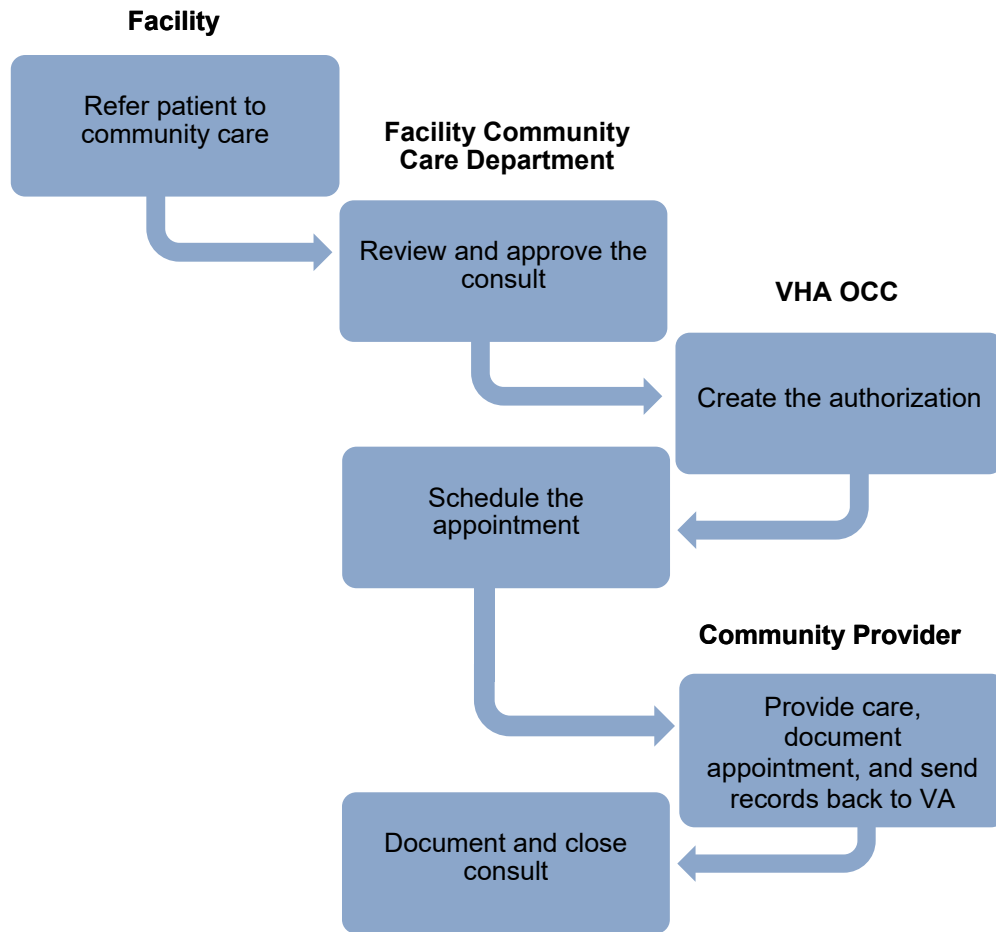 Facility
Refer patient to
community care
Facility Community
Care Department
Review and approve the
consult
VHA OCC
Create the authorization
Schedule the
appointment
Community Provider
Provide care,
document
appointment, and send
records back to VA
Document and close
consult